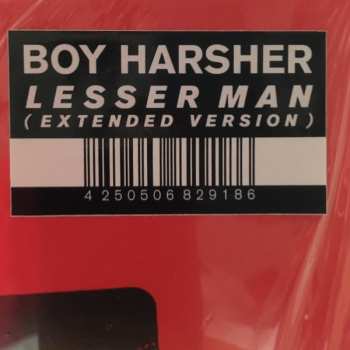 BOY HARSHER
LESSER MAN
(EXTENDED VERSION)
4 250506 829186